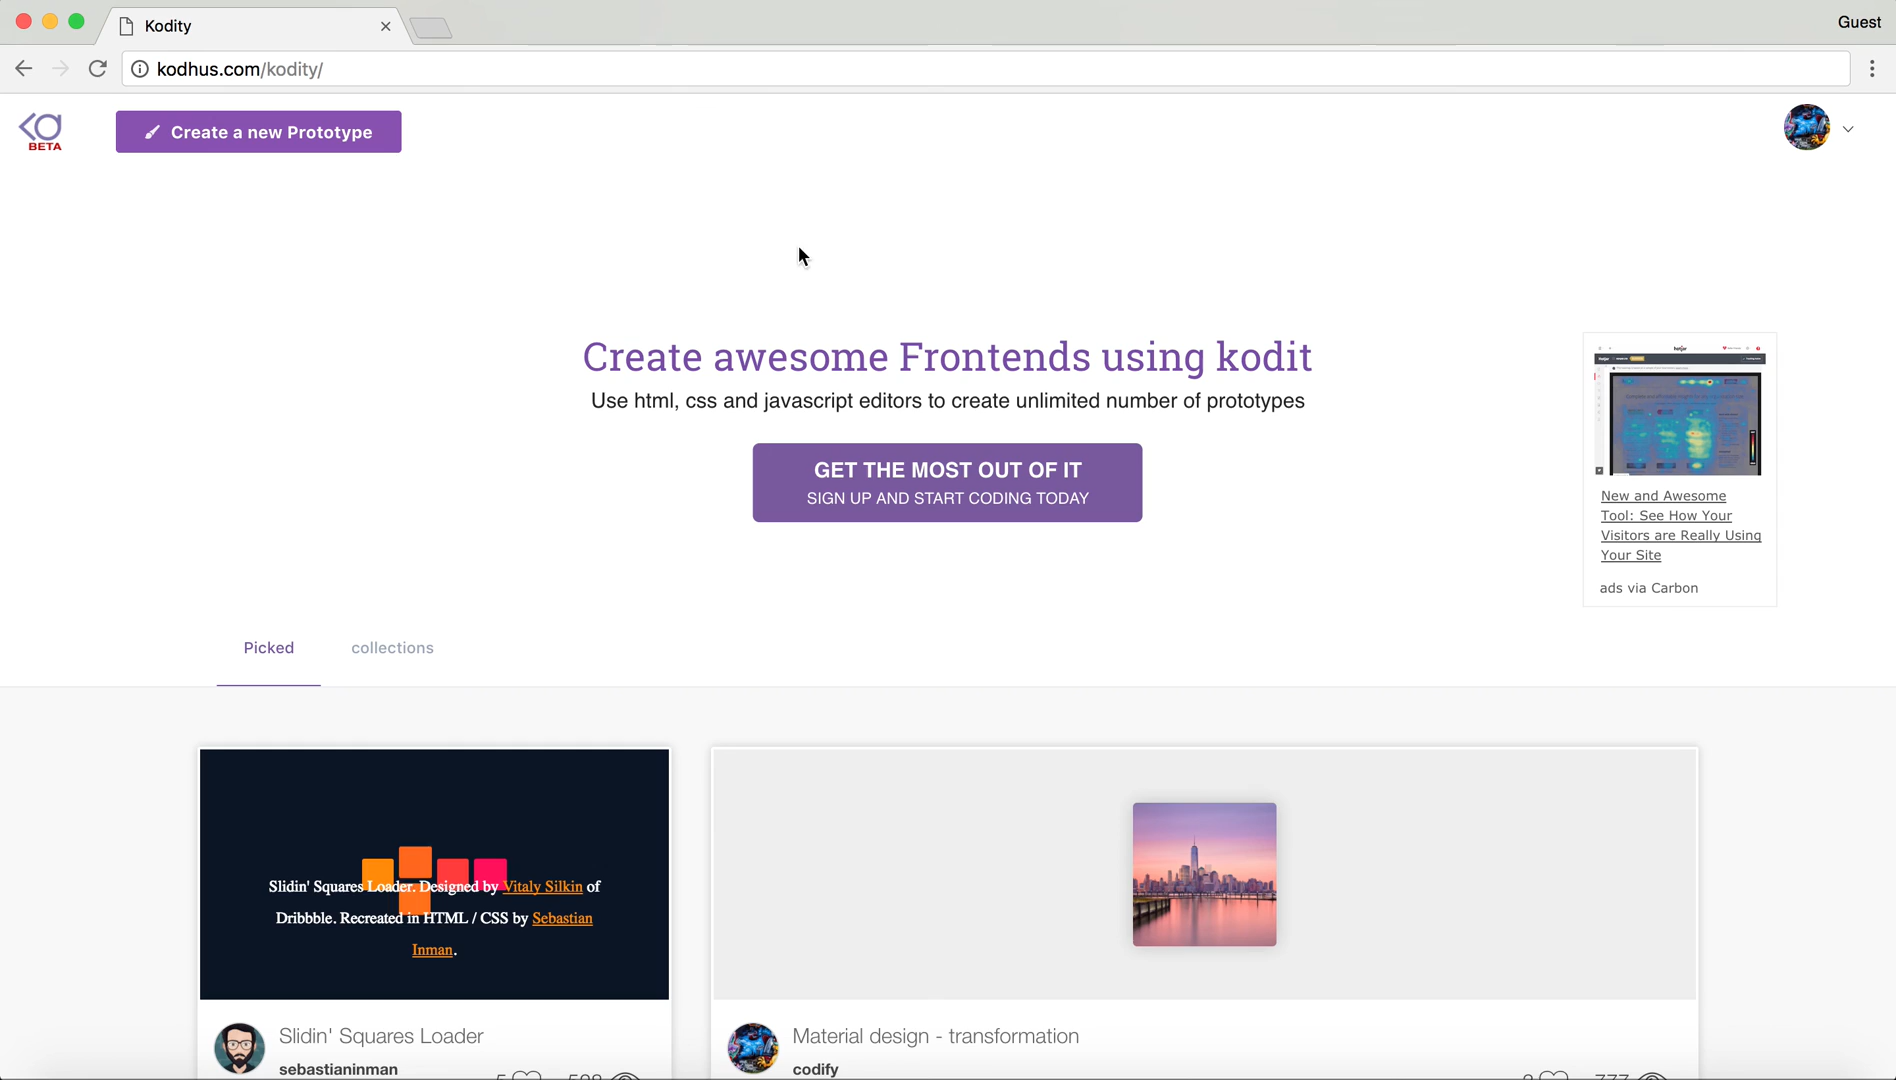 Kodity
Guest
kodhus.com/kodity/
BETA
Create a new Prototype
Create awesome Frontends using kodit
Use html, css and javascript editors to create unlimited number of prototypes
GET THE MOST OUT OF IT
SIGN UP AND START CODING TODAY
New and Awesome
Tool: See How Your
Visitors are Really Using
Your Site
ads via Carbon
Picked
collections
Slidin' Squares Loader. Designed by Vitaly Silkin of
Dribbble. Recreated in HTML / CSS by Sebastian
Inman.
Slidin' Squares Loader
sebastianinman
Material design - transformation
codify